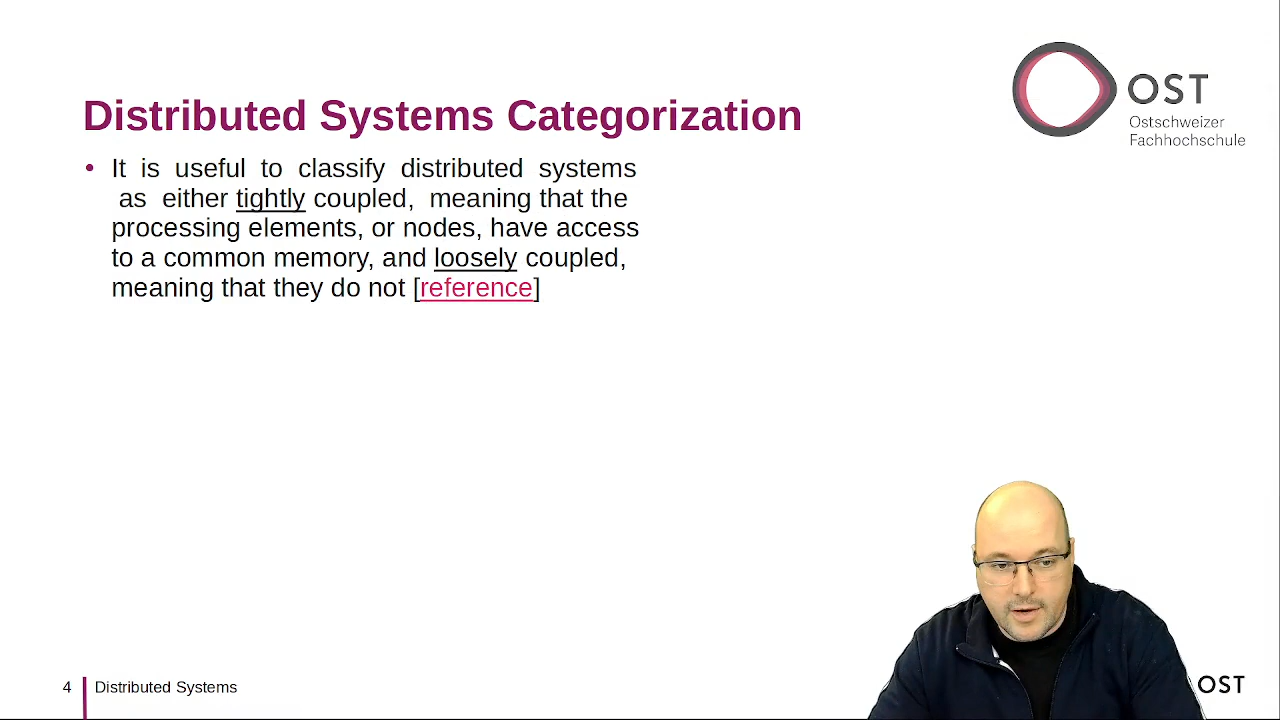 OST
Ostschweizer
Fachhochschule
Distributed Systems Categorization
• It is useful to classify distributed systems
as either tightly coupled, meaning that the
processing elements, or nodes, have access
to a common memory, and loosely coupled,
meaning that they do not [reference]
4 Distributed Systems
OST